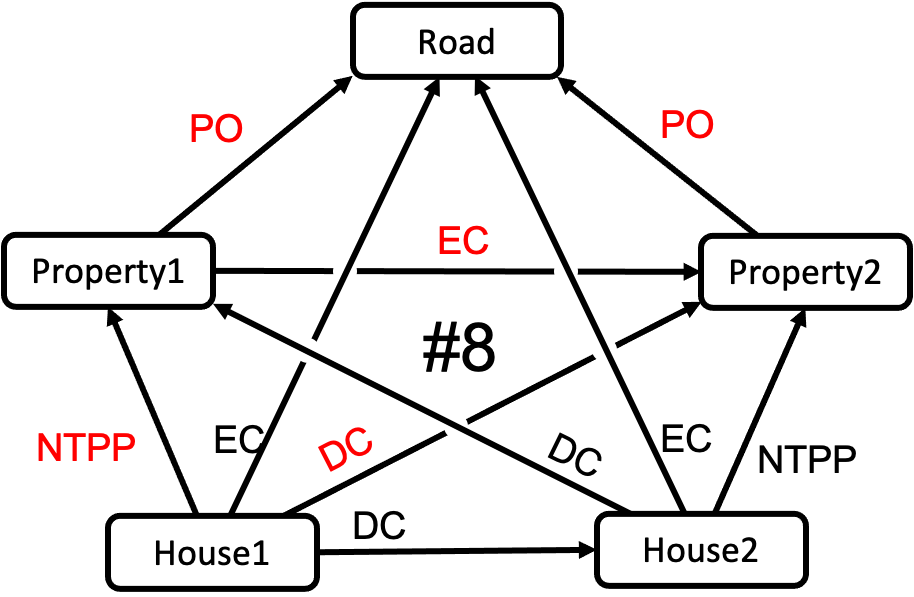 Road
PO
PO
EC
Property1
Property2
#8
NTPP
EC
DC
DC
EC
NTPP
DC
House1
House2